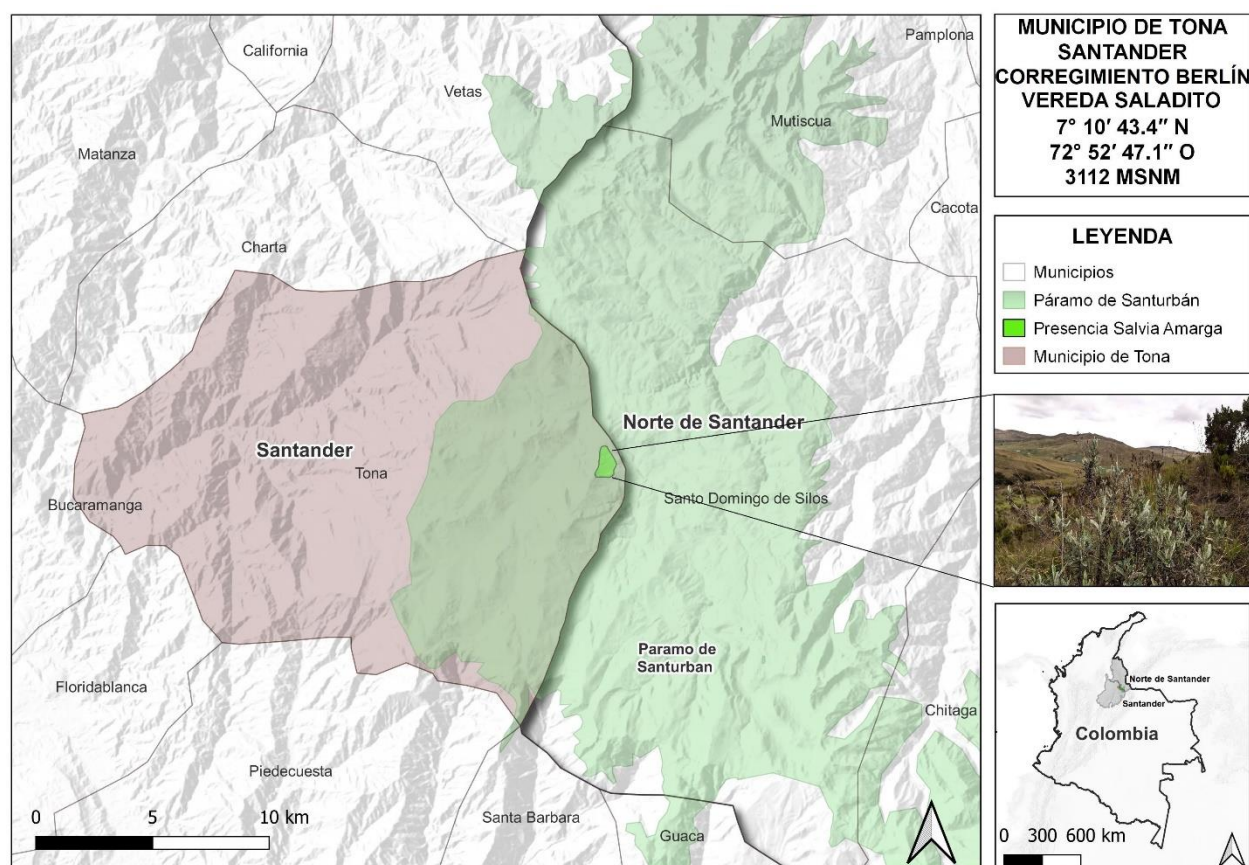 California
Pamplona
Vetas
Mutiscua
Matanza
Cacota
Charta
Norte de Santander
Santander
Tona
Bucaramanga
Santo Domingo de Silos
Paramo de
Santurban
Floridablanca
Chitaga
Piedecuesta
Santa Barbara
Guaca
0 5 10 km
MUNICIPIO DE TONA
SANTANDER
CORREGIMIENTO BERLÍN
VEREDA SALADITO
7° 10′ 43.4″ N
72° 52′ 47.1″ O
3112 MSNM
LEYENDA
Municipios
Páramo de Santurbán
Presencia Salvia Amarga
Municipio de Tona
Norte de Santander
Santander
Colombia
0 300 600 km